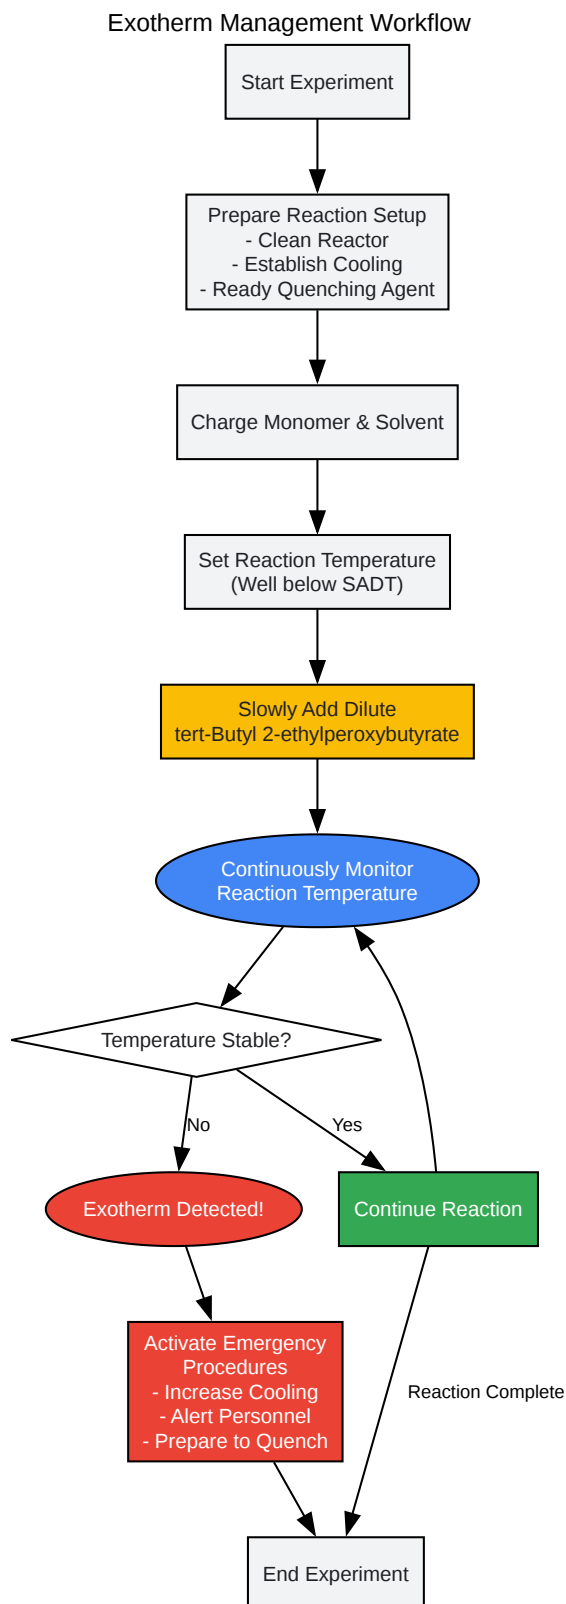 Exotherm Management Workflow
Start Experiment
Prepare Reaction Setup
- Clean Reactor
- Establish Cooling
- Ready Quenching Agent
Charge Monomer & Solvent
Set Reaction Temperature
(Well below SADT)
Slowly Add Dilute
tert-Butyl 2-ethylperoxybutyrate
Continuously Monitor
Reaction Temperature
Temperature Stable?
No
Yes
Exotherm Detected!
Continue Reaction
Activate Emergency
Procedures
- Increase Cooling
- Alert Personnel
- Prepare to Quench
Reaction Complete
End Experiment